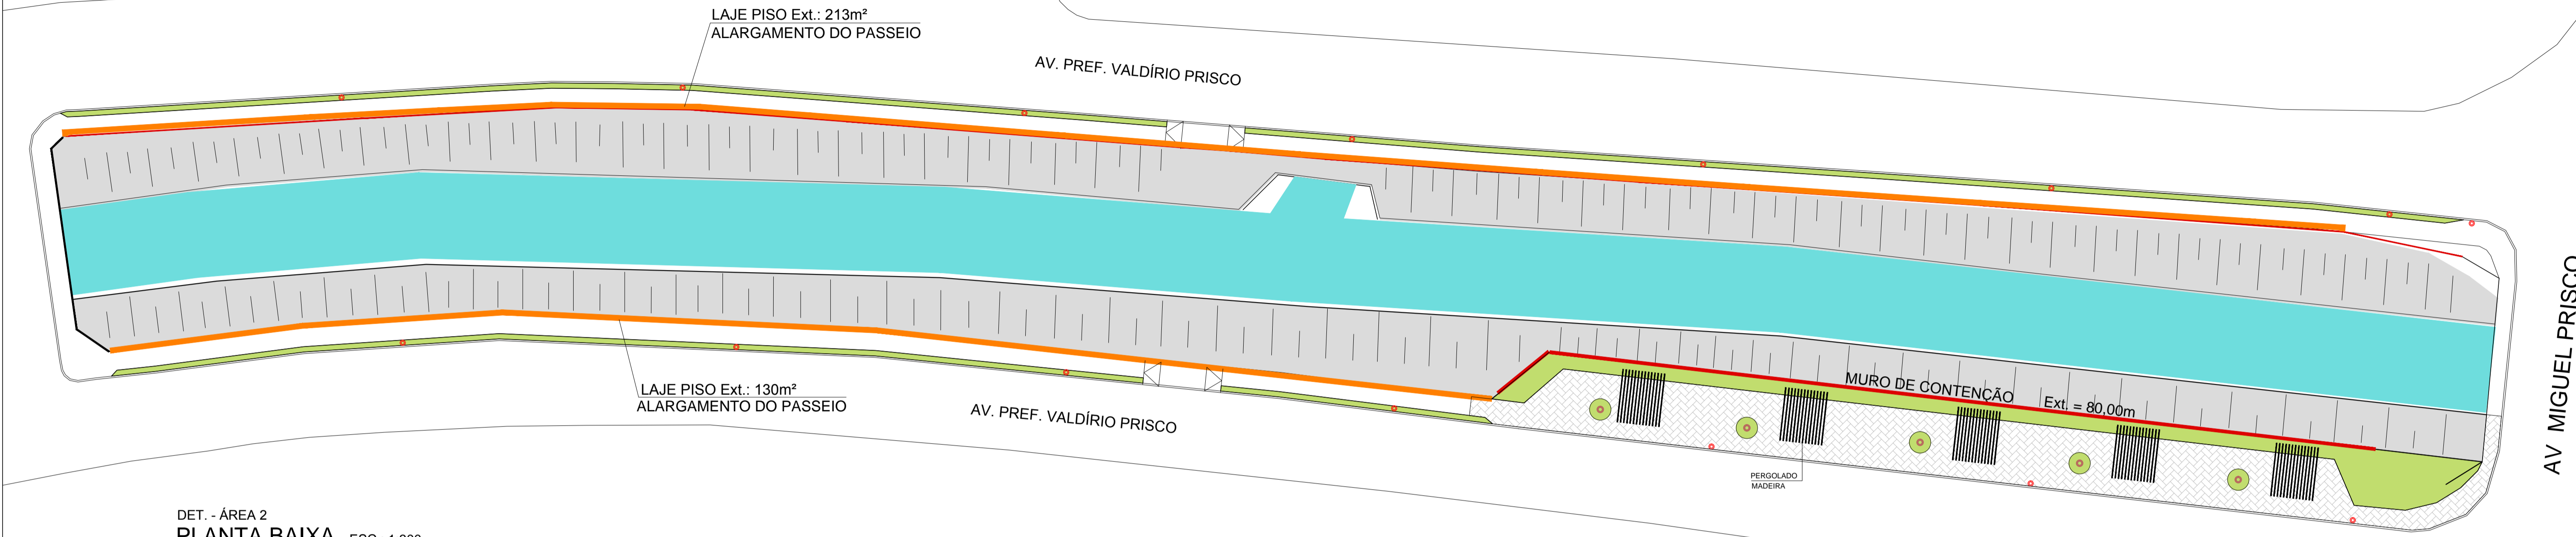 LAJE PISO Ext.: 213m²
ALARGAMENTO DO PASSEIO
AV. PREF. VALDÍRIO PRISCO
LAJE PISO Ext.: 130m²
ALARGAMENTO DO PASSEIO
AV. PREF. VALDÍRIO PRISCO
MURO DE CONTENÇÃO Ext. = 80,00m
PERGOLADO
MADEIRA
AV MIGUEL PRISCO
DET. - ÁREA 2
PLANTA BAIXA